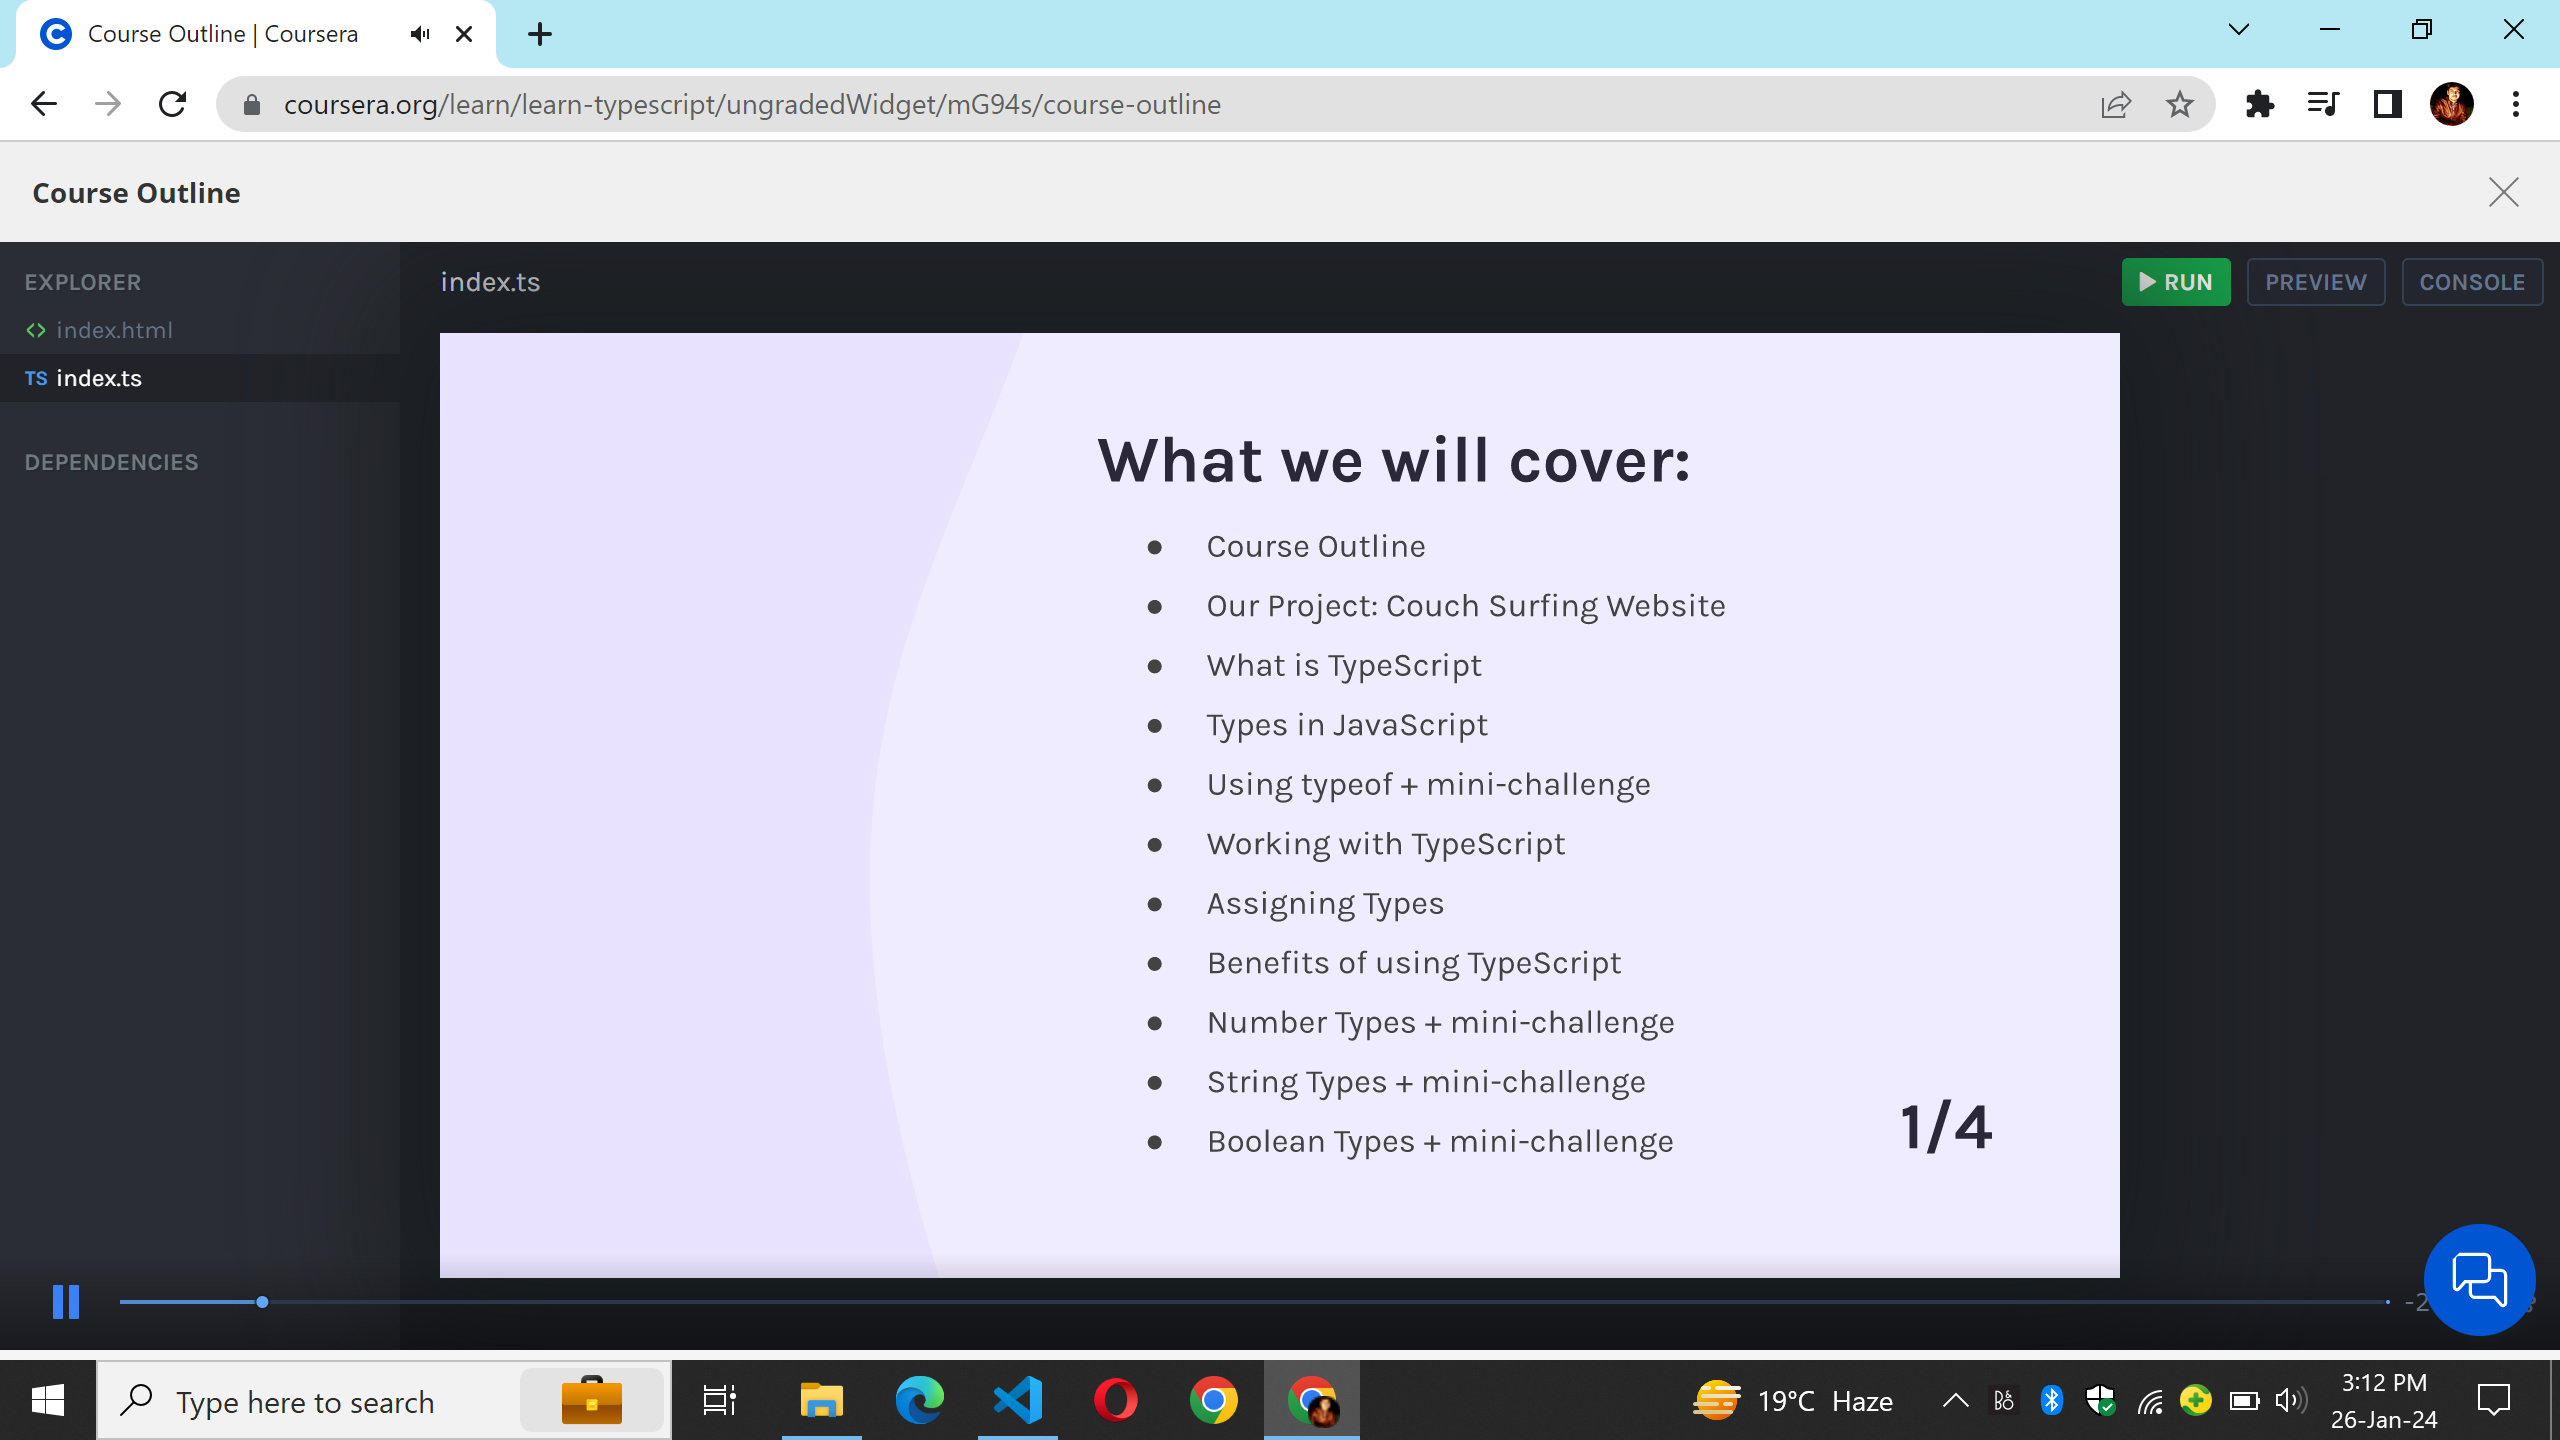 Course Outline | Coursera
coursera.org/learn/learn-typescript/ungradedWidget/mG94s/course-outline
Course Outline
EXPLORER
index.html
TS index.ts
DEPENDENCIES
index.ts
RUN
PREVIEW
CONSOLE
What we will cover:
● Course Outline
● Our Project: Couch Surfing Website
● What is TypeScript
● Types in JavaScript
● Using typeof + mini-challenge
● Working with TypeScript
● Assigning Types
● Benefits of using TypeScript
● Number Types + mini-challenge
● String Types + mini-challenge
● Boolean Types + mini-challenge
1/4
Type here to search
19°C Haze
3:12 PM
26-Jan-24